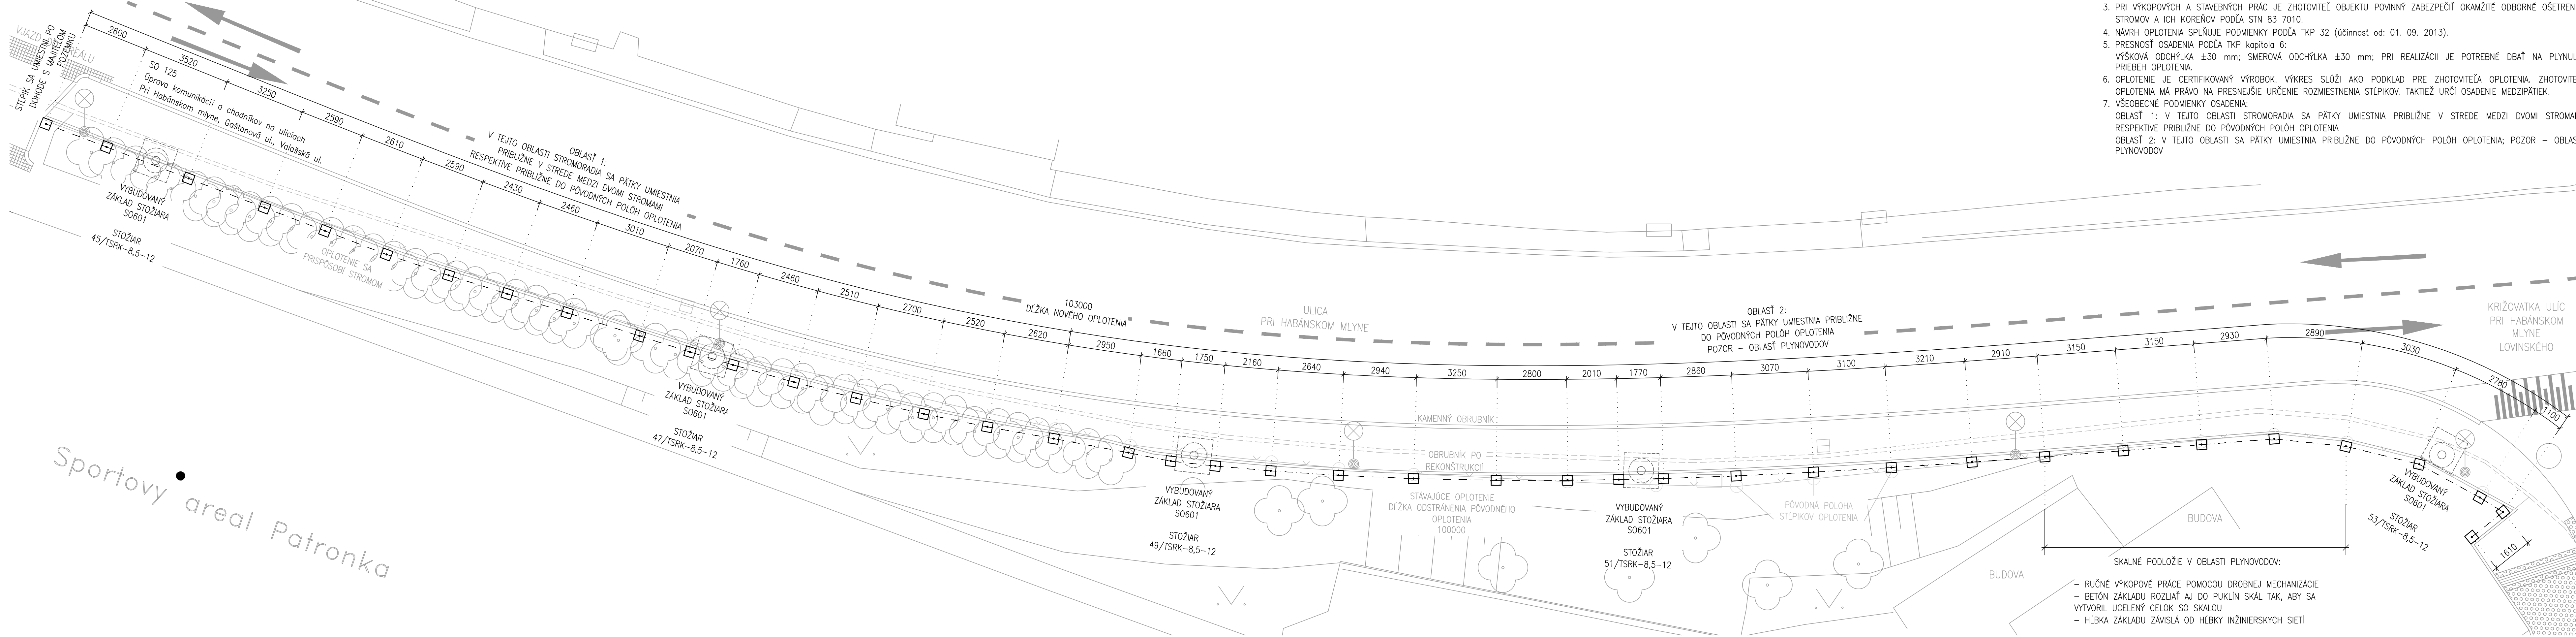 3. PRI VÝKOPOVÝCH A STAVEBNÝCH PRÁC JE ZHOTOVITEĽ OBJEKTU POVINNÝ ZABEZPEČIŤ OKAMŽITÉ ODBORNÉ
STROMOV A ICH KOREŇOV PODĽA STN 83 7010.
4. NÁVRH OPLOTENIA SPĹŇUJE PODMIENKY PODĽA TKP 32 (účinnosť od: 01. 09. 2013).
5. PRESNOSŤ OSADENIA PODĽA TKP kapitola 6:
VÝŠKOVÁ ODCHÝLKA ±30 mm; SMEROVÁ ODCHÝLKA ±30 mm; PRI REALIZÁCII JE POTREBNÉ DBAŤ NA
PRIEBEH OPLOTENIA.
6. OPLOTENIE JE CERTIFIKOVANÝ VÝROBOK. VÝKRES SLÚŽI AKO PODKLAD PRE ZHOTOVITEĽA OPLOTENIA.
OPLOTENIA MÁ PRÁVO NA PRESNEJŠIE URČENIE ROZMIESTNENIA STĹPIKOV. TAKTIEŽ URČÍ OSADENIE MEDZIPÄTIEK.
7. VŠEOBECNÉ PODMIENKY OSADENIA:
OBLASŤ 1: V TEJTO OBLASTI STROMORADIA SA PÄTKY UMIESTNIA PRIBLIŽNE V STREDE MEDZI DVOMI
RESPEKTÍVE PRIBLIŽNE DO PÔVODNÝCH POLÔH OPLOTENIA
OBLASŤ 2: V TEJTO OBLASTI SA PÄTKY UMIESTNIA PRIBLIŽNE DO PÔVODNÝCH POLÔH OPLOTENIA; POZOR –
PLYNOVODOV
VJAZD
AREÁLU
STĹPIK SA UMIESTNI PO
DOHODE S MAJITEĽOM
POZEMKU
SO 125
Úprava komunikácií a chodníkov na uliciach
Pri Habánskom mlyne, Gaštanová ul., Valašská ul.
2600
3520
3250
2590
2610
2590
2430
2460
3010
2070
1760
2460
2510
2700
2520
2620
2950
1660
1750
2160
2640
2940
3250
2800
2010
1770
2860
3070
3100
3210
2910
3150
3150
2930
2890
3030
2780
1100
1610
OBLASŤ 1:
V TEJTO OBLASTI STROMORADIA SA PÄTKY UMIESTNIA
PRIBLIŽNE V STREDE MEDZI DVOMI STROMAMI
RESPEKTÍVE PRIBLIŽNE DO PÔVODNÝCH POLÔH OPLOTENIA
103000
DĹŽKA NOVÉHO OPLOTENIA
ULICA
PRI HABÁNSKOM MLYNE
OBLASŤ 2:
V TEJTO OBLASTI SA PÄTKY UMIESTNIA PRIBLIŽNE
DO PÔVODNÝCH POLÔH OPLOTENIA
POZOR – OBLASŤ PLYNOVODOV
KRIŽOVATKA ULÍC
PRI HABÁNSKOM
MLYNE
LOVINSKÉHO
VYBUDOVANÝ
ZÁKLAD STOŽIARA
SO601
STOŽIAR
45/TSRK-8,5-12
OPLOTENIE SA
PRISPÔSOBÍ STROMOM
VYBUDOVANÝ
ZÁKLAD STOŽIARA
SO601
STOŽIAR
47/TSRK-8,5-12
VYBUDOVANÝ
ZÁKLAD STOŽIARA
SO601
STOŽIAR
49/TSRK-8,5-12
KAMENNÝ OBRUBNÍK
OBRUBNÍK PO
REKONŠTRUKCIÍ
STÁVAJÚCE OPLOTENIE
DĹŽKA ODSTRÁNENIA PÔVODNÉHO
OPLOTENIA
100000
VYBUDOVANÝ
ZÁKLAD STOŽIARA
SO601
STOŽIAR
51/TSRK-8,5-12
PÔVODNÁ POLOHA
STĹPIKOV OPLOTENIA
VYBUDOVANÝ
ZÁKLAD STOŽIARA
SO601
STOŽIAR
53/TSRK-8,5-12
BUDOVA
BUDOVA
SKALNÉ PODLOŽIE V OBLASTI PLYNOVODOV:
– RUČNÉ VÝKOPOVÉ PRÁCE POMOCOU DROBNEJ MECHANIZÁCIE
– BETÓN ZÁKLADU ROZLIAŤ AJ DO PUKLÍN SKÁL TAK, ABY SA
VYTVORIL UCELENÝ CELOK SO SKALOU
– HĹBKA ZÁKLADU ZÁVISLÁ OD HĹBKY INŽINIERSKYCH SIETÍ
Sportovy areal Patronka